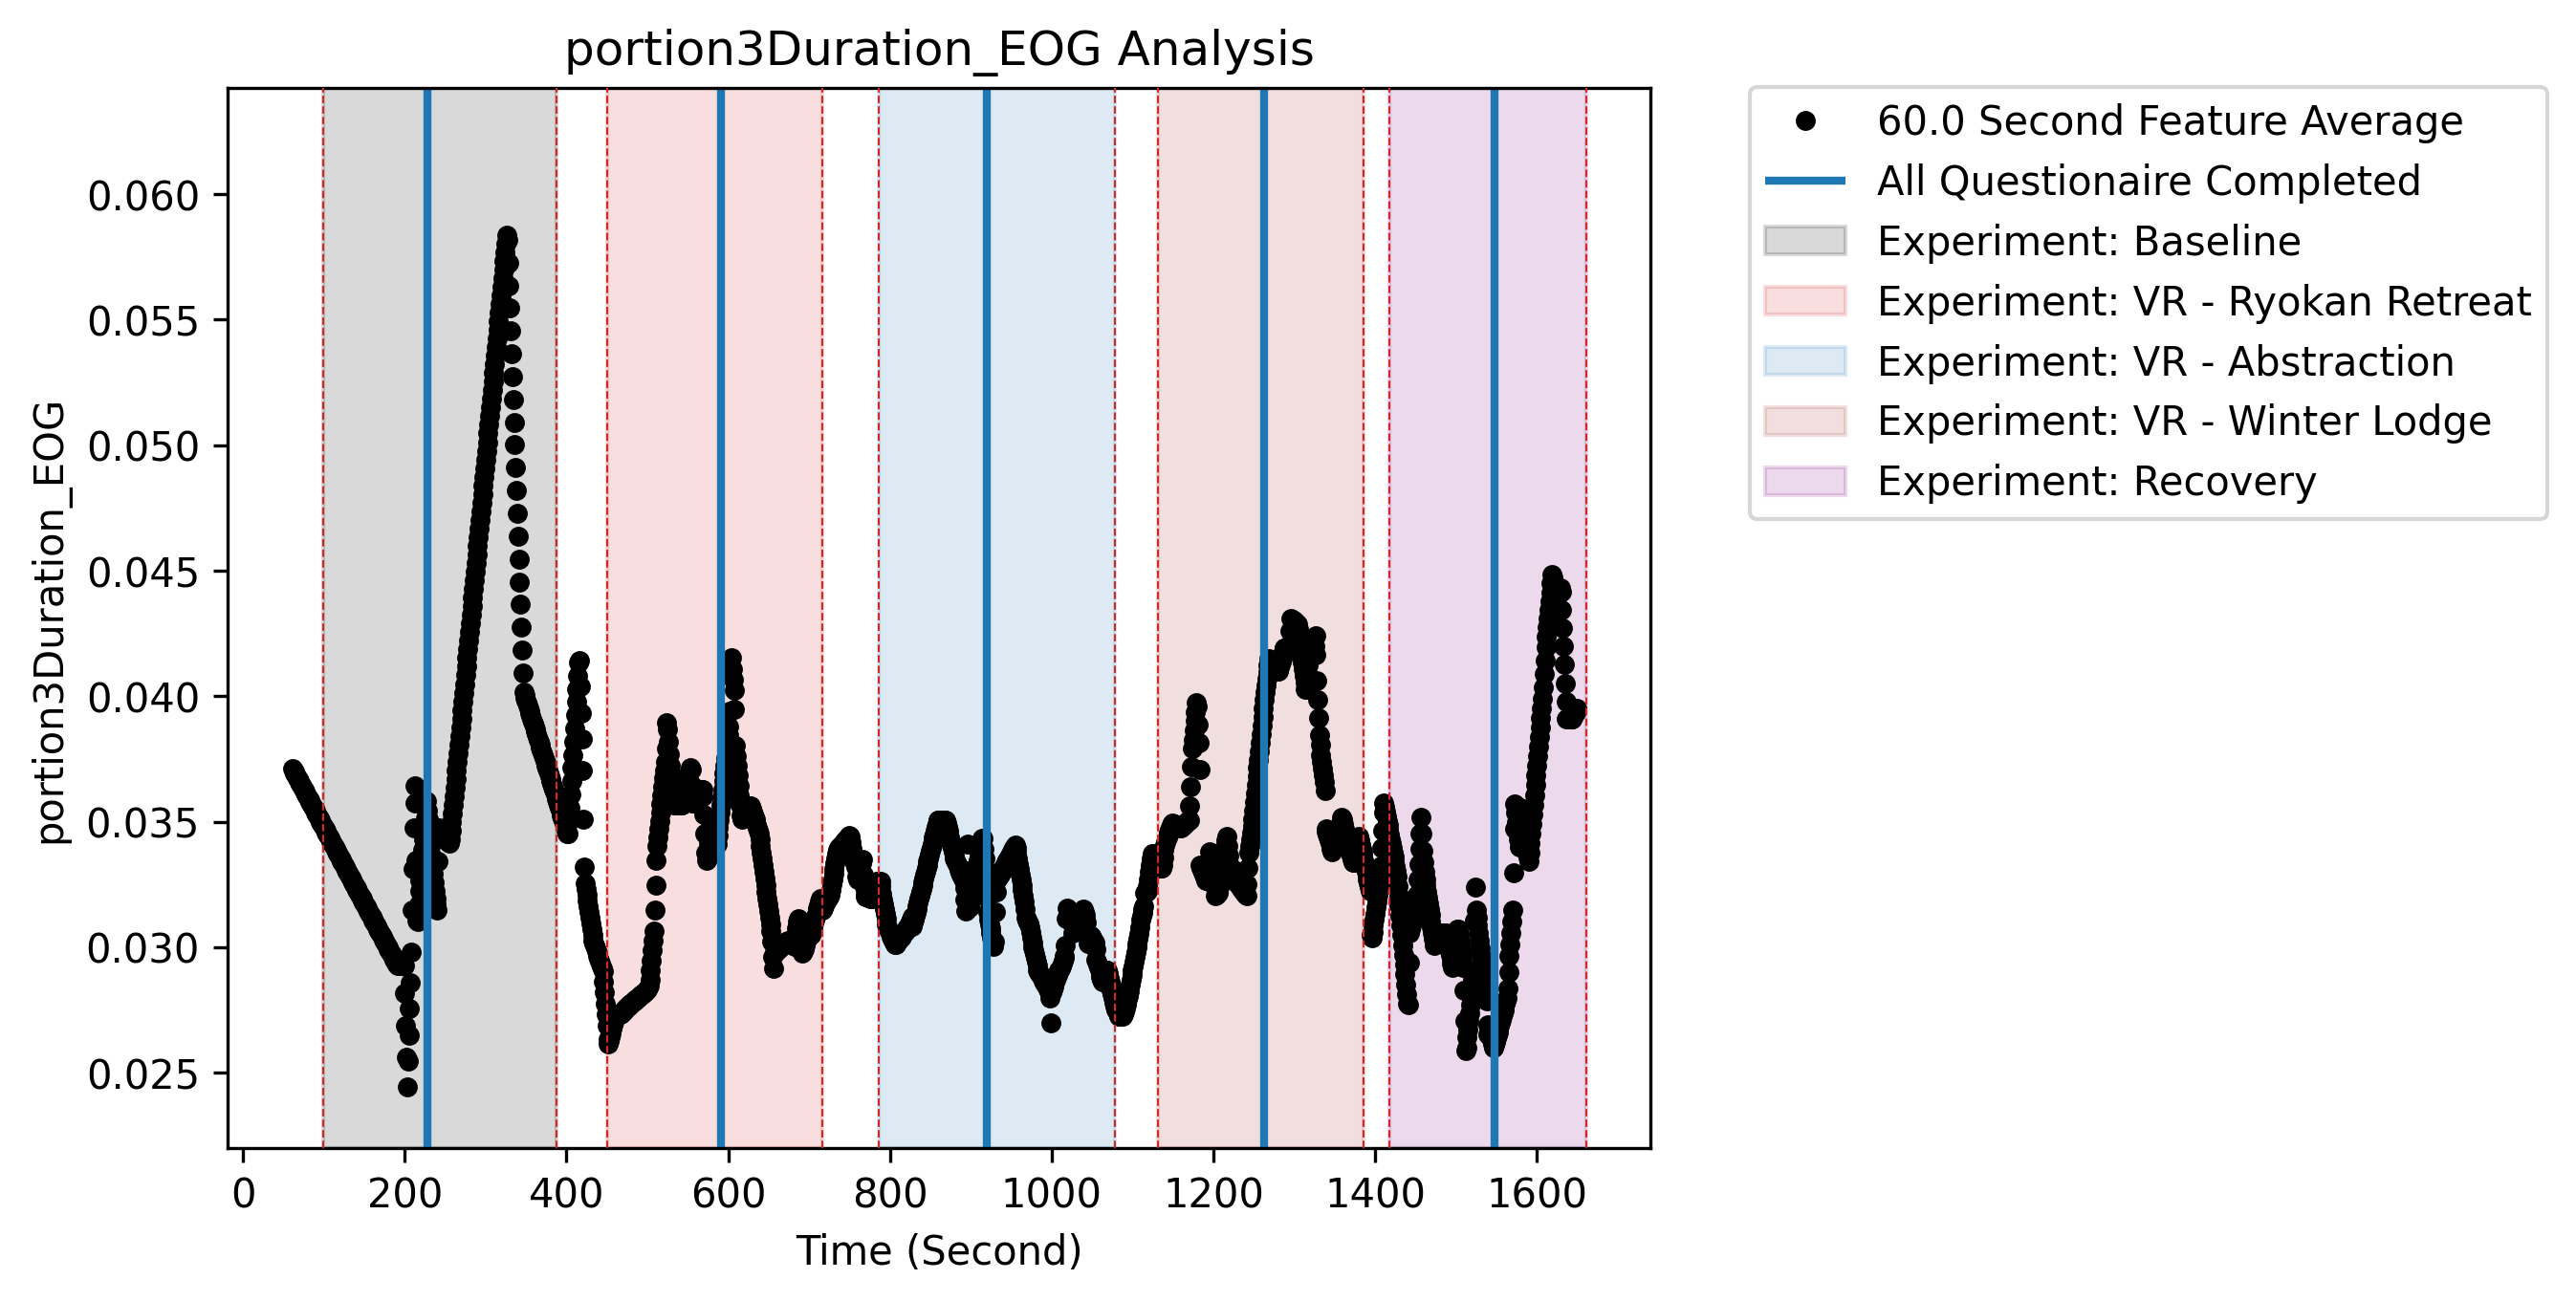 portion3Duration_EOG Analysis
portion3Duration_EOG
0.060
0.055
0.050
0.045
0.040
0.035
0.030
0.025
0 200 400 600 800 1000 1200 1400 1600
Time (Second)
60.0 Second Feature Average
All Questionaire Completed
Experiment: Baseline
Experiment: VR - Ryokan Retreat
Experiment: VR - Abstraction
Experiment: VR - Winter Lodge
Experiment: Recovery